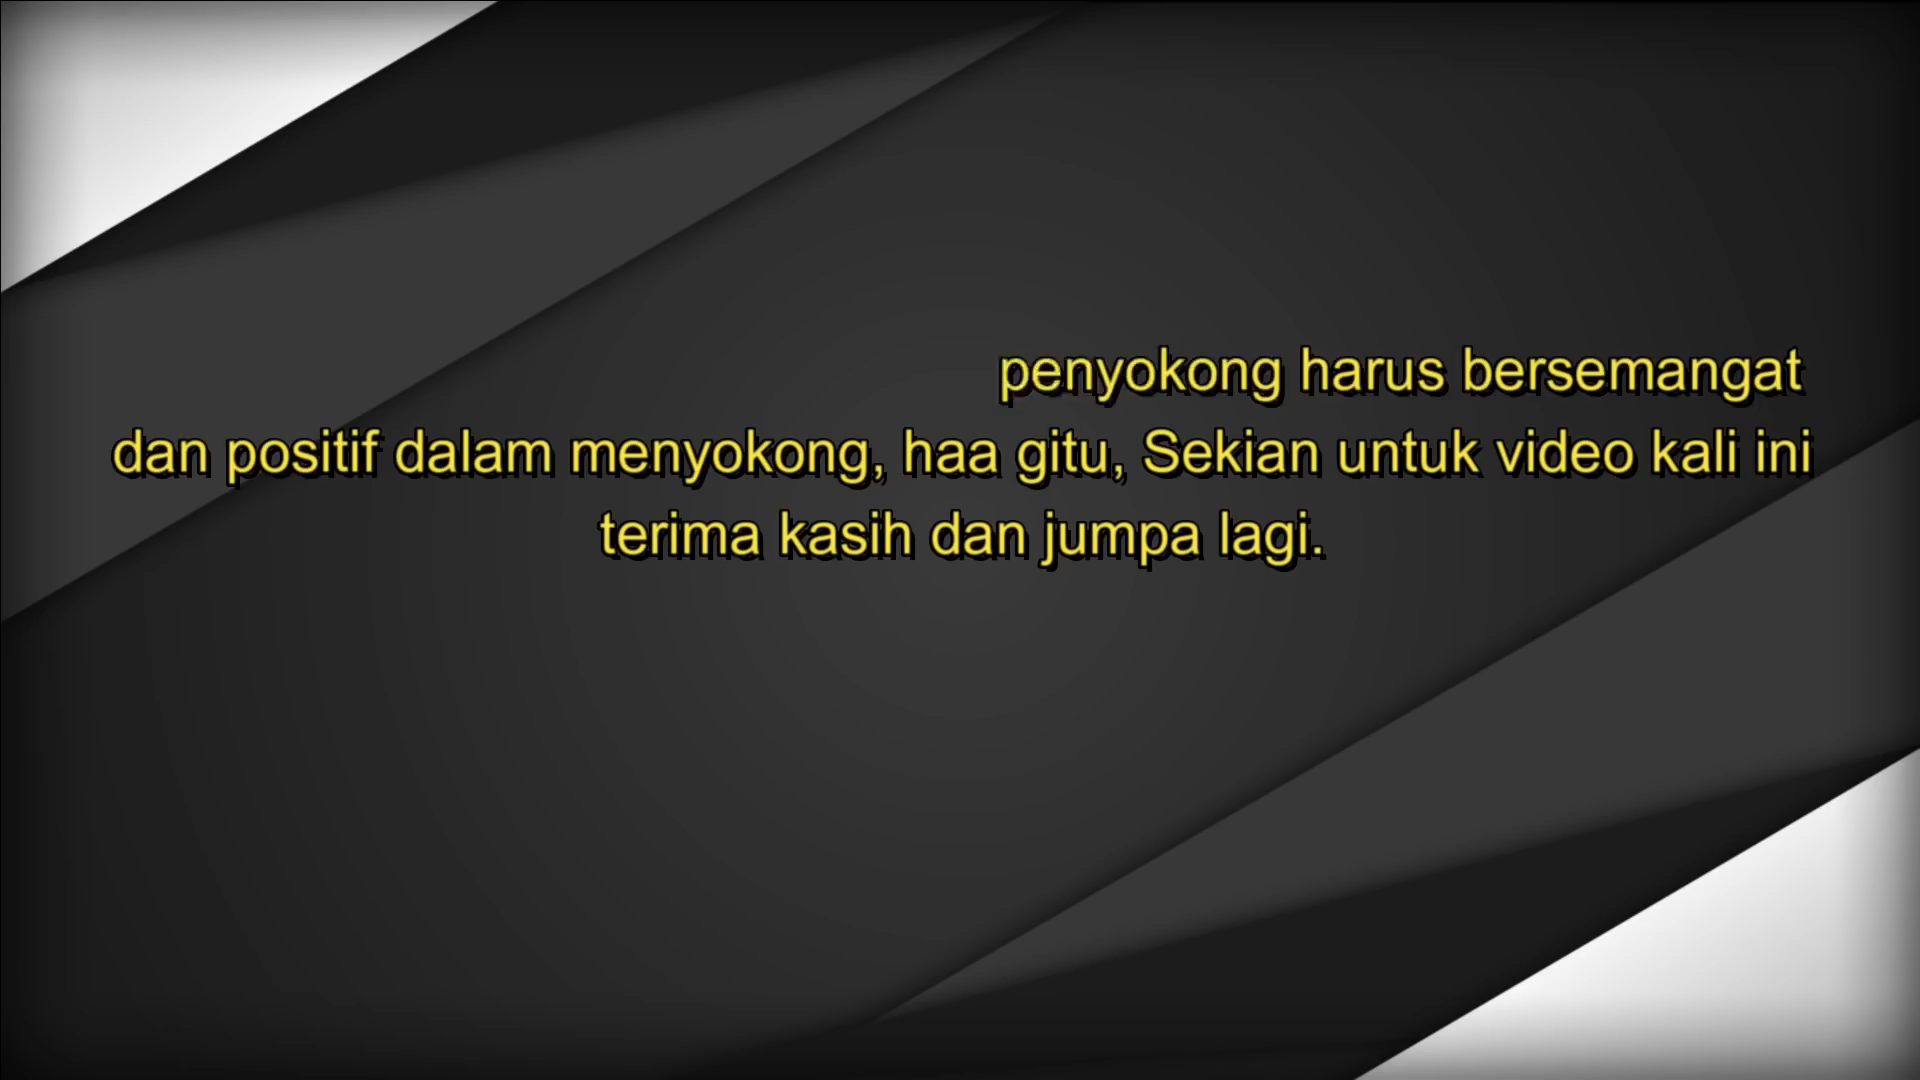 penyokong harus bersemangat
dan positif dalam menyokong, haa gitu, Sekian untuk video kali ini
terima kasih dan jumpa lagi.